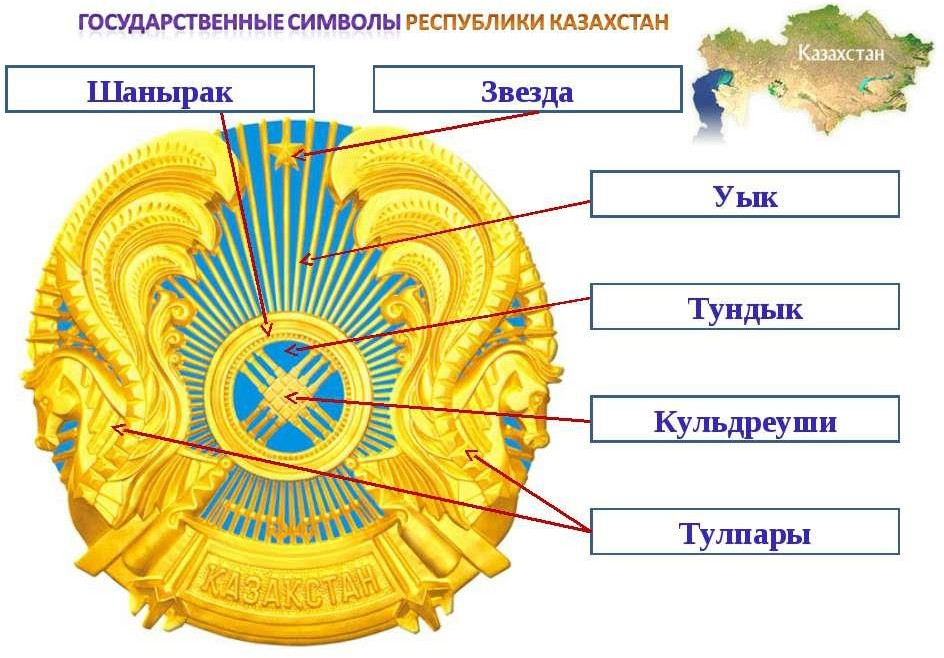 ГОСУДАРСТВЕННЫЕ СИМВОЛЫ РЕСПУБЛИКИ КАЗАХСТАН
Казахстан
Шанырак
Звезда
Уык
Тундык
Кульдреуши
Тулпары
КАЗАКСТАН